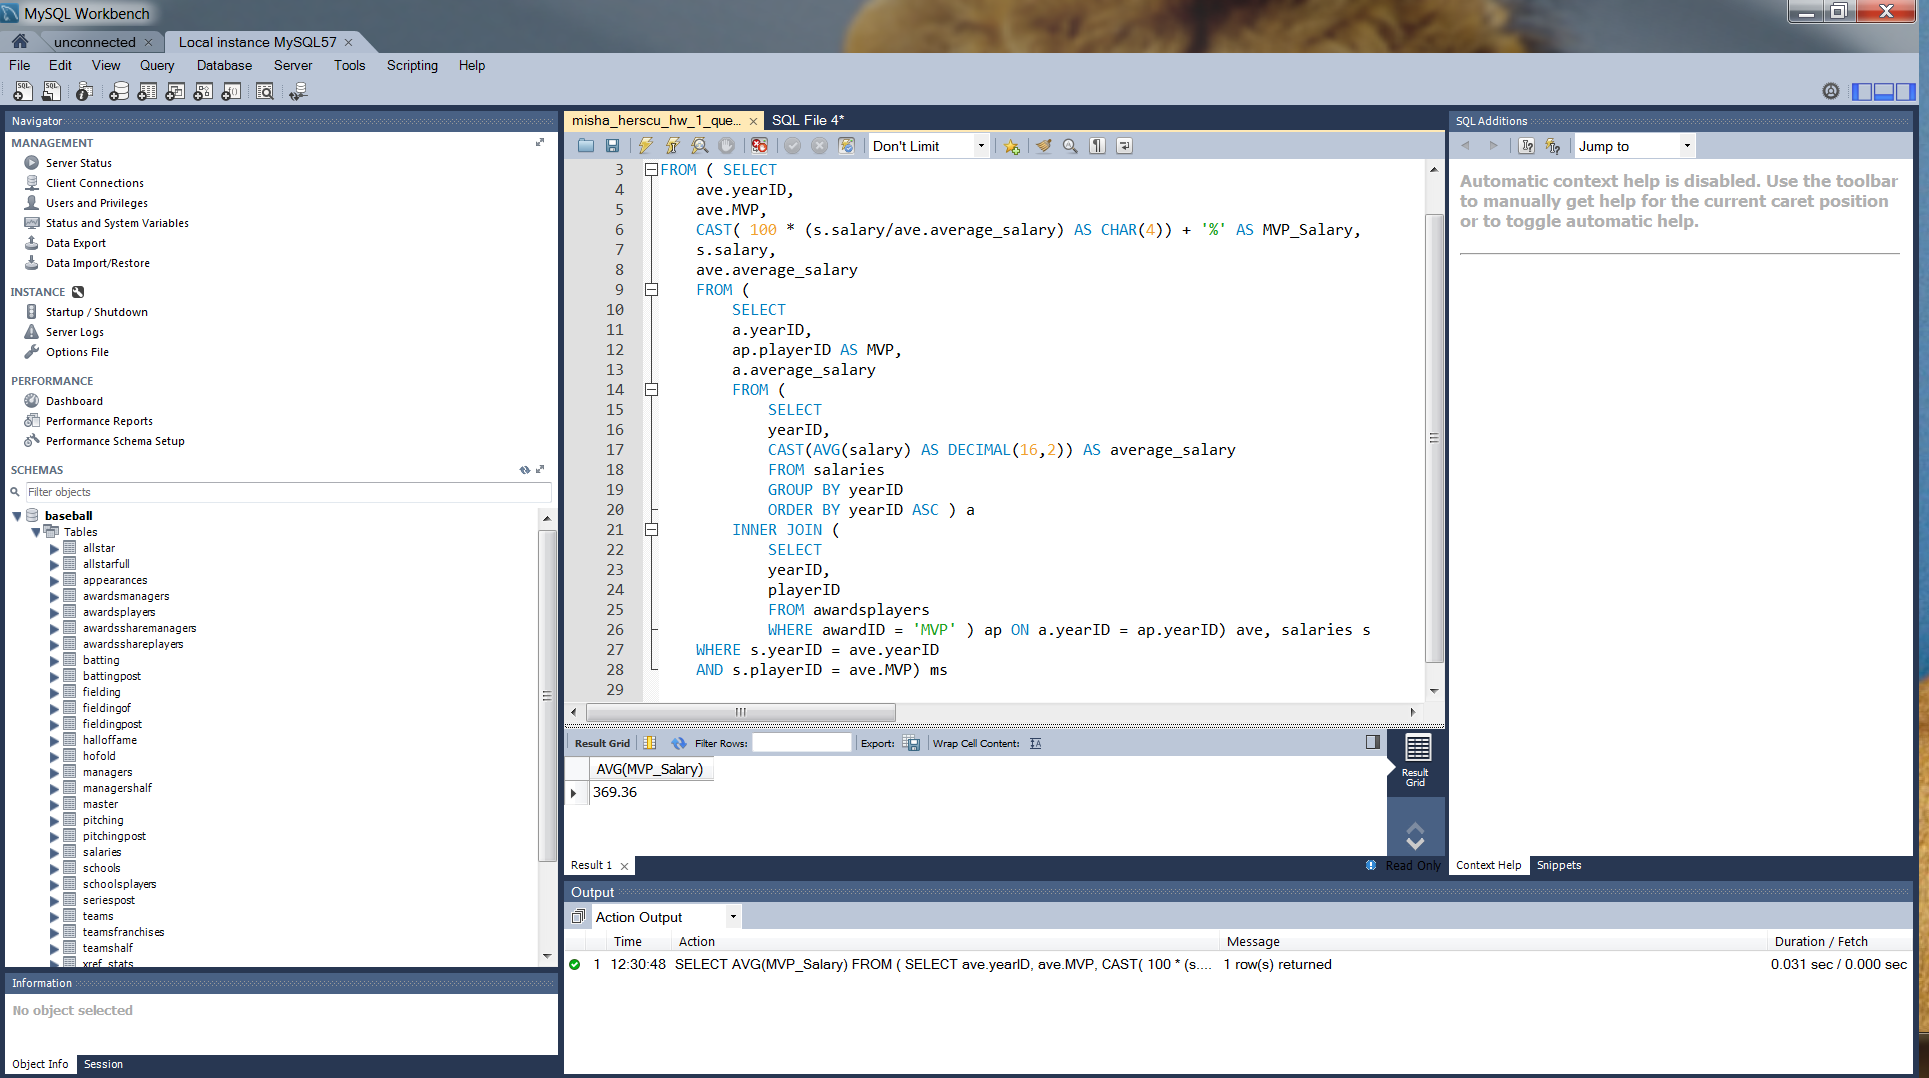 MySQL Workbench
unconnected
Local instance MySQL57
File Edit View Query Database Server Tools Scripting Help
Navigator
MANAGEMENT
Server Status
Client Connections
Users and Privileges
Status and System Variables
Data Export
Data Import/Restore
INSTANCE
Startup / Shutdown
Server Logs
Options File
PERFORMANCE
Dashboard
Performance Reports
Performance Schema Setup
SCHEMAS
Filter objects
baseball
Tables
allstar
allstarfull
appearances
awardsmanagers
awardsplayers
awardssharemanagers
awardsshareplayers
batting
battingpost
fielding
fieldingof
fieldingpost
halloffame
hofold
managers
managershalf
master
pitching
pitchingpost
salaries
schools
schoolsplayers
seriespost
teams
teamsfranchises
teamshalf
xref_stats
Information
No object selected
Object Info Session
misha_herscu_hw_1_que...
SQL File 4*
Don't Limit
3 FROM ( SELECT
4 ave.yearID,
5 ave.MVP,
6 CAST( 100 * (s.salary/ave.average_salary) AS CHAR(4)) + '%' AS MVP_Salary,
7 s.salary,
8 ave.average_salary
9 FROM (
10 SELECT
11 a.yearID,
12 ap.playerID AS MVP,
13 a.average_salary
14 FROM (
15 SELECT
16 yearID,
17 CAST(AVG(salary) AS DECIMAL(16,2)) AS average_salary
18 FROM salaries
19 GROUP BY yearID
20 ORDER BY yearID ASC ) a
21 INNER JOIN (
22 SELECT
23 yearID,
24 playerID
25 FROM awardsplayers
26 WHERE awardID = 'MVP' ) ap ON a.yearID = ap.yearID) ave, salaries s
27 WHERE s.yearID = ave.yearID
28 AND s.playerID = ave.MVP) ms
29
Result Grid Filter Rows: Export: Wrap Cell Content:
AVG(MVP_Salary)
369.36
Result Grid
Result 1
Read Only
SQL Additions
Jump to
Automatic context help is disabled. Use the toolbar
to manually get help for the current caret position
or to toggle automatic help.
Context Help Snippets
Output
Action Output
Time Action Message Duration / Fetch
1 12:30:48 SELECT AVG(MVP_Salary) FROM ( SELECT ave.yearID, ave.MVP, CAST( 100 * (s.... 1 row(s) returned 0.031 sec / 0.000 sec